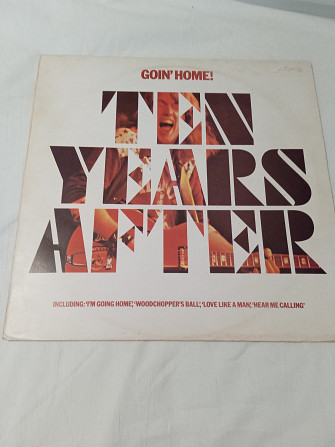 GOIN' HOME!
TEN
YEARS
AFTER
INCLUDING: 'I'M GOING HOME', 'WOODCHOPPER'S BALL', 'LOVE LIKE A MAN', 'HEAR ME CALLING'